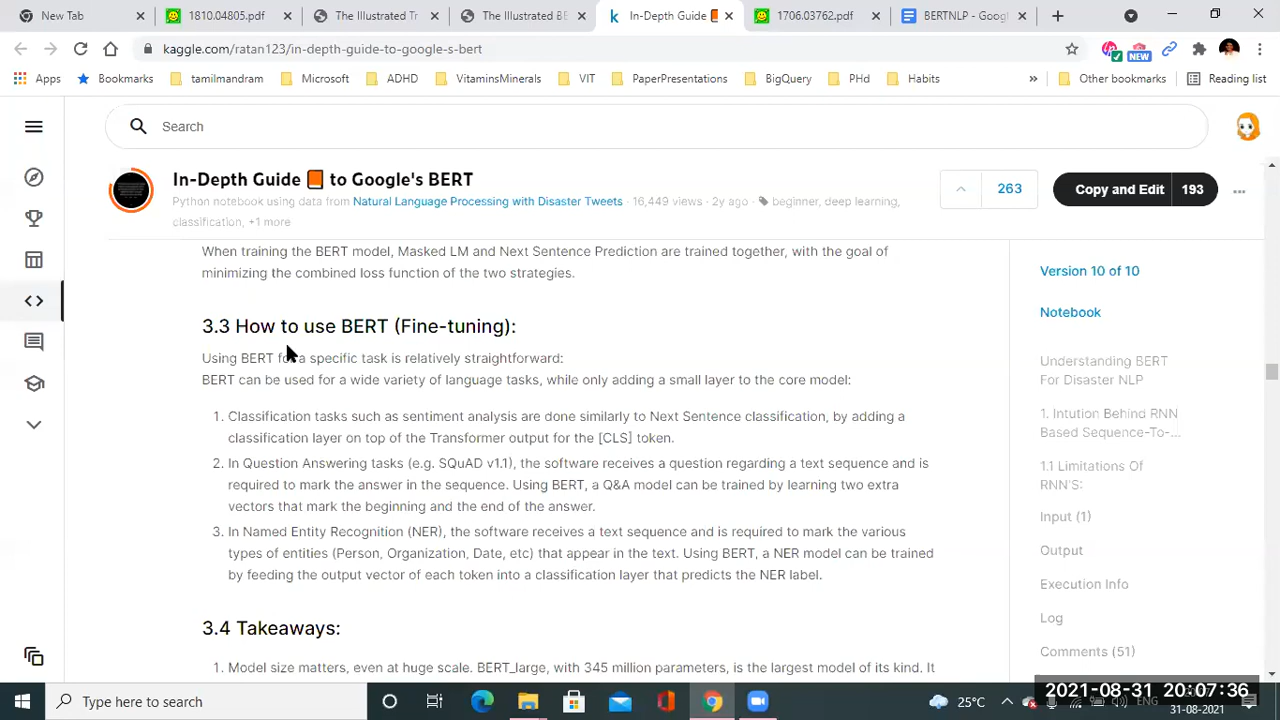 New Tab
1810.04805.pdf
The Illustrated Tr
The Illustrated BE
In-Depth Guide
1706.03762.pdf
BERTNLP - Goog
kaggle.com/ratan123/in-depth-guide-to-google-s-bert
NEW
Apps
Bookmarks
tamilmandram
Microsoft
ADHD
VitaminsMinerals
VIT
PaperPresentations
BigQuery
PHd
Habits
»
Other bookmarks
Reading list
Search
In-Depth Guide to Google's BERT
Python notebook using data from Natural Language Processing with Disaster Tweets · 16,449 views · 2y ago · beginner, deep learning,
classification, +1 more
263
Copy and Edit 193
When training the BERT model, Masked LM and Next Sentence Prediction are trained together, with the goal of
minimizing the combined loss function of the two strategies.
3.3 How to use BERT (Fine-tuning):
Using BERT for a specific task is relatively straightforward:
BERT can be used for a wide variety of language tasks, while only adding a small layer to the core model:
1. Classification tasks such as sentiment analysis are done similarly to Next Sentence classification, by adding a
classification layer on top of the Transformer output for the [CLS] token.
2. In Question Answering tasks (e.g. SQuAD v1.1), the software receives a question regarding a text sequence and is
required to mark the answer in the sequence. Using BERT, a Q&A model can be trained by learning two extra
vectors that mark the beginning and the end of the answer.
3. In Named Entity Recognition (NER), the software receives a text sequence and is required to mark the various
types of entities (Person, Organization, Date, etc) that appear in the text. Using BERT, a NER model can be trained
by feeding the output vector of each token into a classification layer that predicts the NER label.
3.4 Takeaways:
1. Model size matters, even at huge scale. BERT_large, with 345 million parameters, is the largest model of its kind. It
Version 10 of 10
Notebook
Understanding BERT
For Disaster NLP
1. Intution Behind RNN
Based Sequence-To-...
1.1 Limitations Of
RNN'S:
Input (1)
Output
Execution Info
Log
Comments (51)
Type here to search
25°C
ENG
2021-08-31 20:07:36
31-08-2021